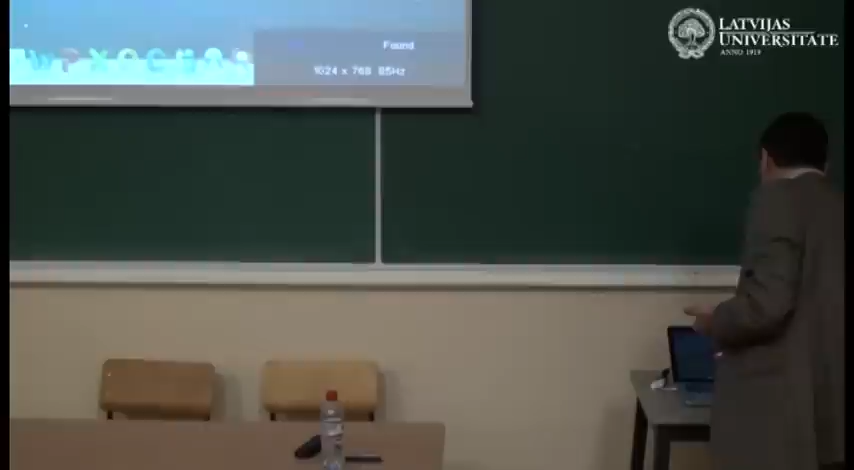 LATVIJAS
UNIVERSITĀTE
ANNO 1919
Found
1024 x 768 85Hz